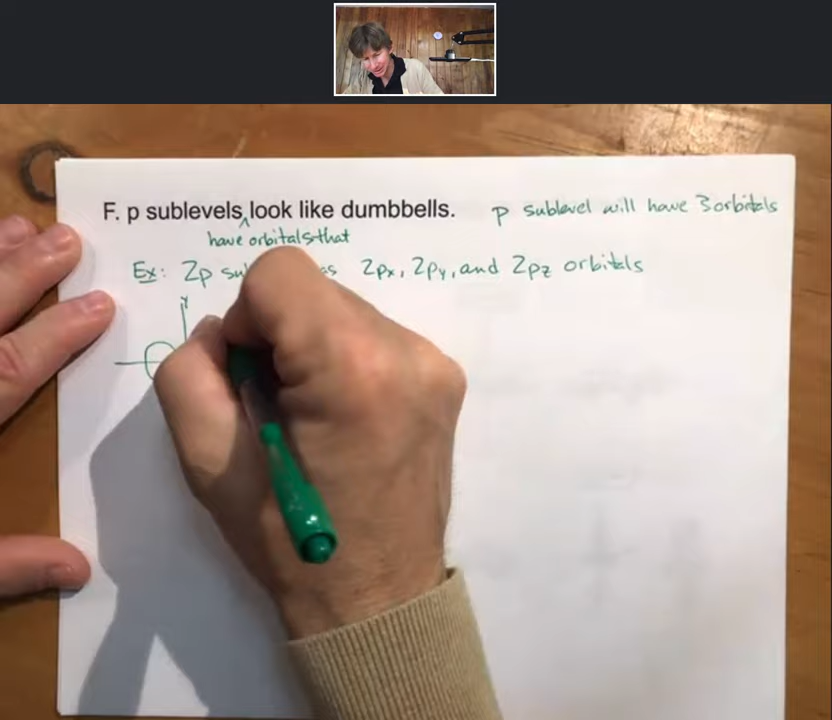 F. p sublevels look like dumbbells. p sublevel will have 3 orbitals
^ have orbitals that
Ex: 2p 2px, 2py, and 2pz orbitals
y